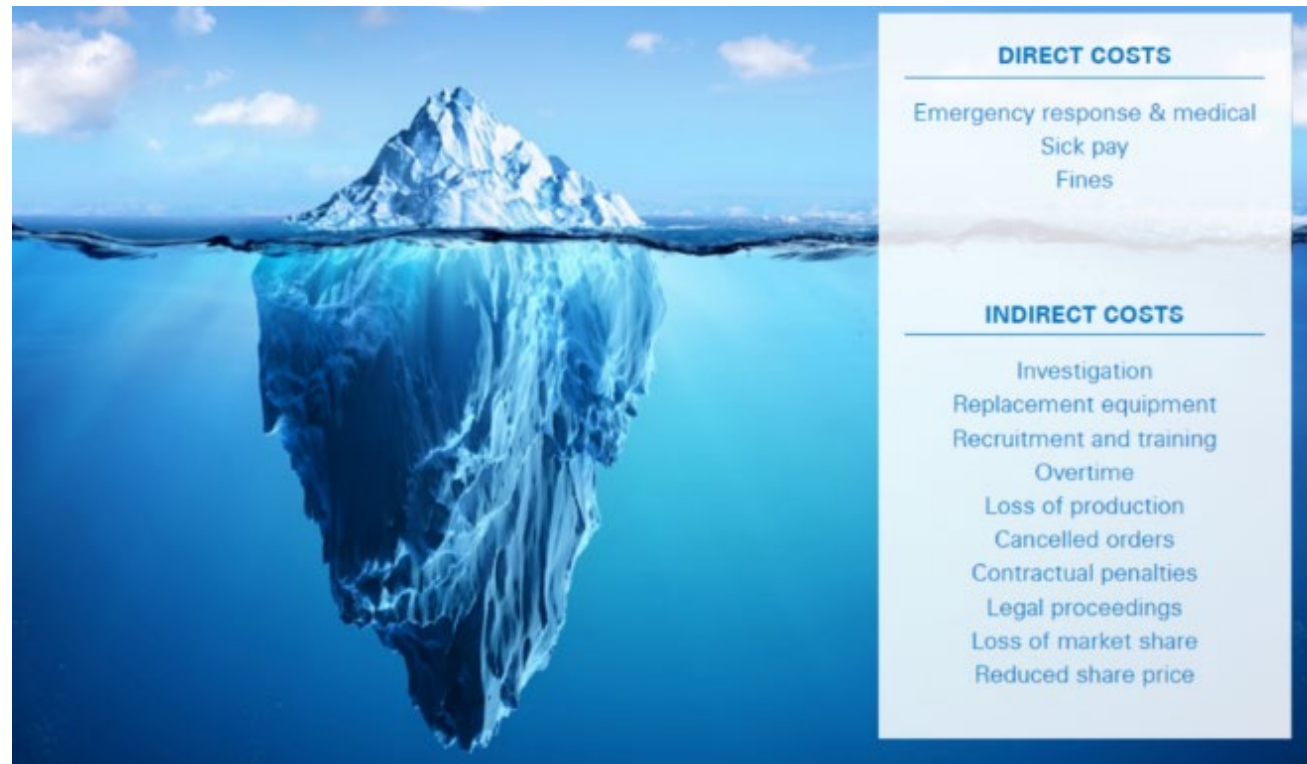 DIRECT COSTS
Emergency response & medical
Sick pay
Fines
INDIRECT COSTS
Investigation
Replacement equipment
Recruitment and training
Overtime
Loss of production
Cancelled orders
Contractual penalties
Legal proceedings
Loss of market share
Reduced share price